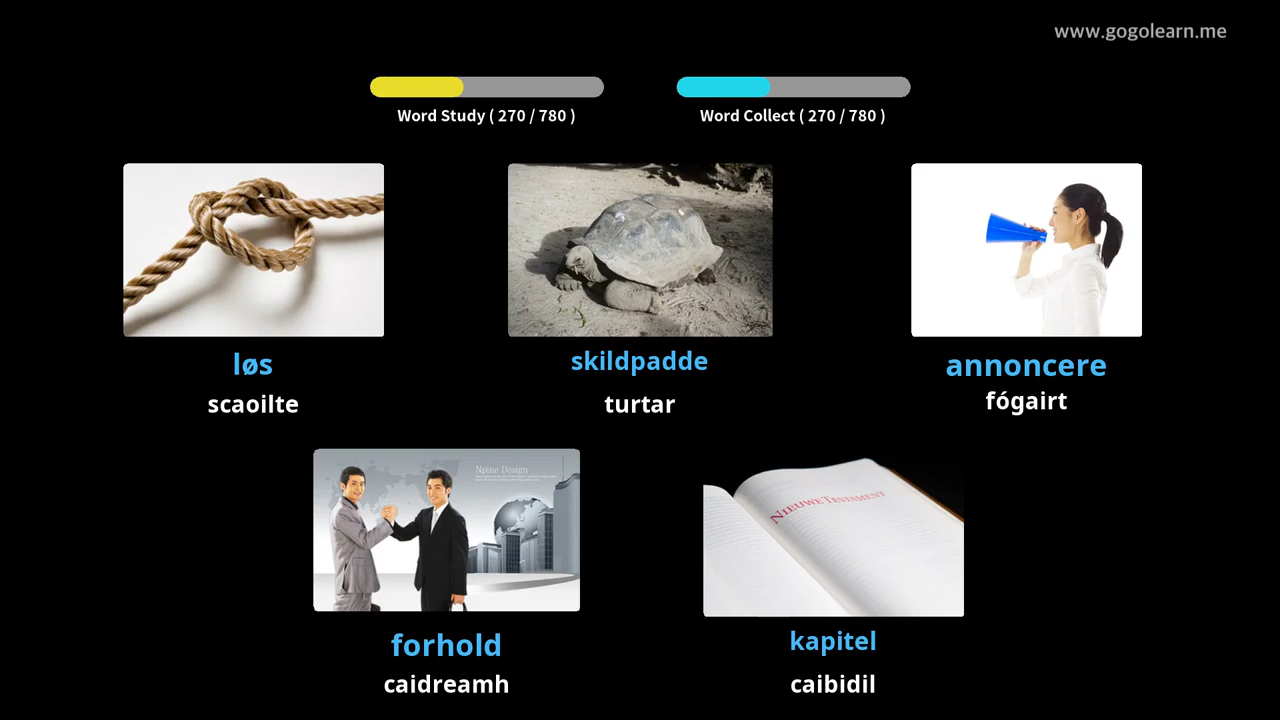 www.gogolearn.me
Word Study ( 270 / 780 )
Word Collect ( 270 / 780 )
løs
scaoilte
skildpadde
turtar
annoncere
fógairt
Npine Design
NIEUWE TESTAMENT
forhold
caidreamh
kapitel
caibidil